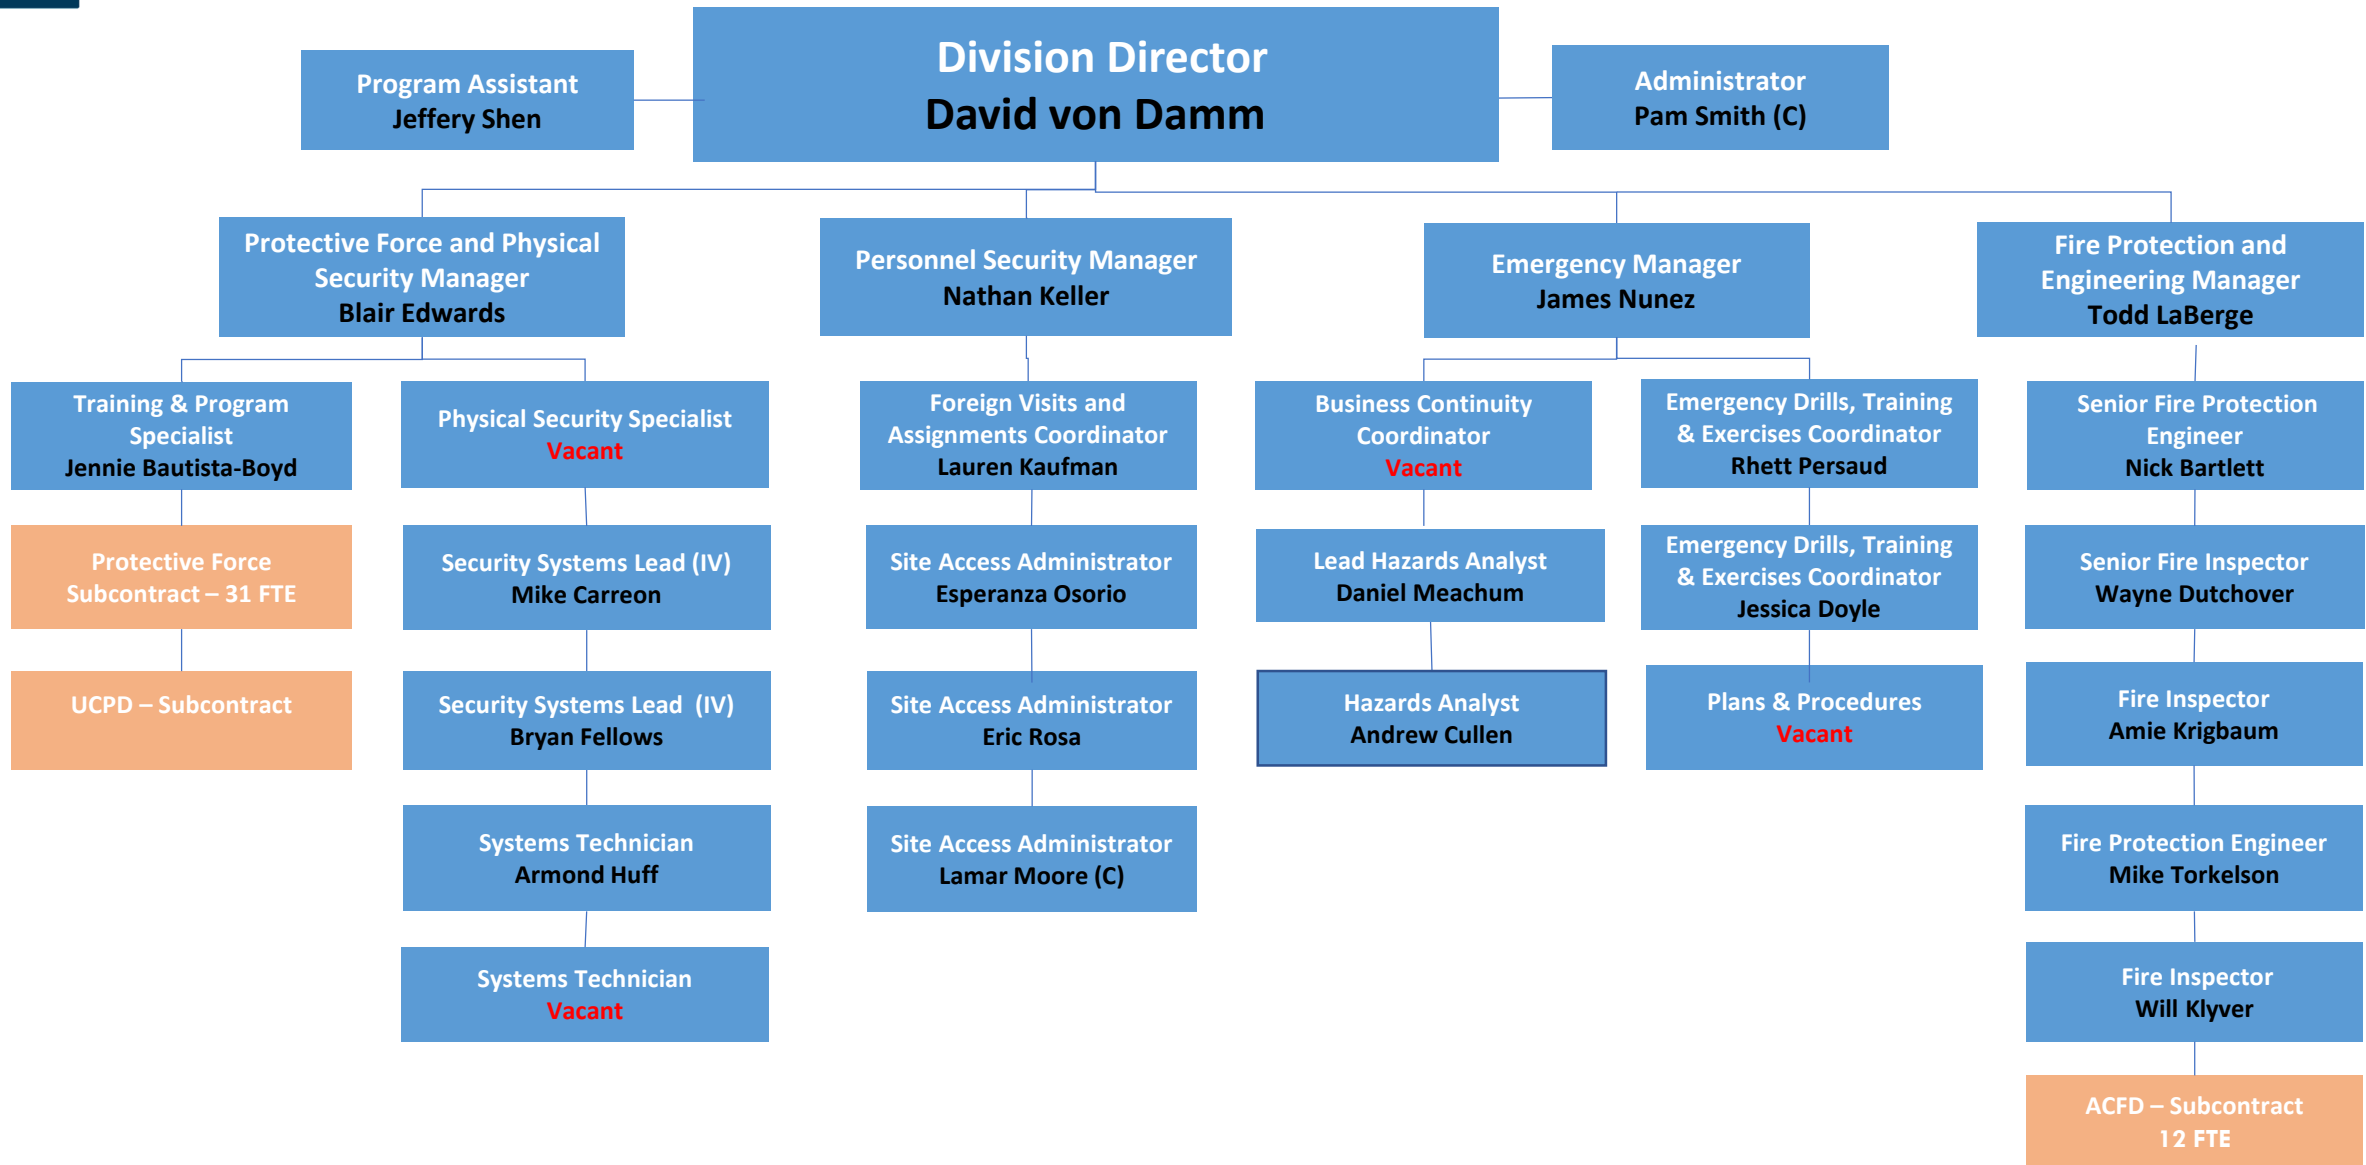 Division Director
David von Damm
Program Assistant
Jeffery Shen
Administrator
Pam Smith (C)
Protective Force and Physical
Security Manager
Blair Edwards
Personnel Security Manager
Nathan Keller
Emergency Manager
James Nunez
Fire Protection and
Engineering Manager
Todd LaBerge
Training & Program
Specialist
Jennie Bautista-Boyd
Physical Security Specialist
Vacant
Foreign Visits and
Assignments Coordinator
Lauren Kaufman
Business Continuity
Coordinator
Vacant
Emergency Drills, Training
& Exercises Coordinator
Rhett Persaud
Senior Fire Protection
Engineer
Nick Bartlett
Protective Force
Subcontract – 31 FTE
Security Systems Lead (IV)
Mike Carreon
Site Access Administrator
Esperanza Osorio
Lead Hazards Analyst
Daniel Meachum
Emergency Drills, Training
& Exercises Coordinator
Jessica Doyle
Senior Fire Inspector
Wayne Dutchover
UCPD – Subcontract
Security Systems Lead  (IV)
Bryan Fellows
Site Access Administrator
Eric Rosa
Hazards Analyst
Andrew Cullen
Plans & Procedures
Vacant
Fire Inspector
Amie Krigbaum
Systems Technician
Armond Huff
Site Access Administrator
Lamar Moore (C)
Fire Protection Engineer
Mike Torkelson
Systems Technician
Vacant
Fire Inspector
Will Klyver
ACFD – Subcontract
12 FTE